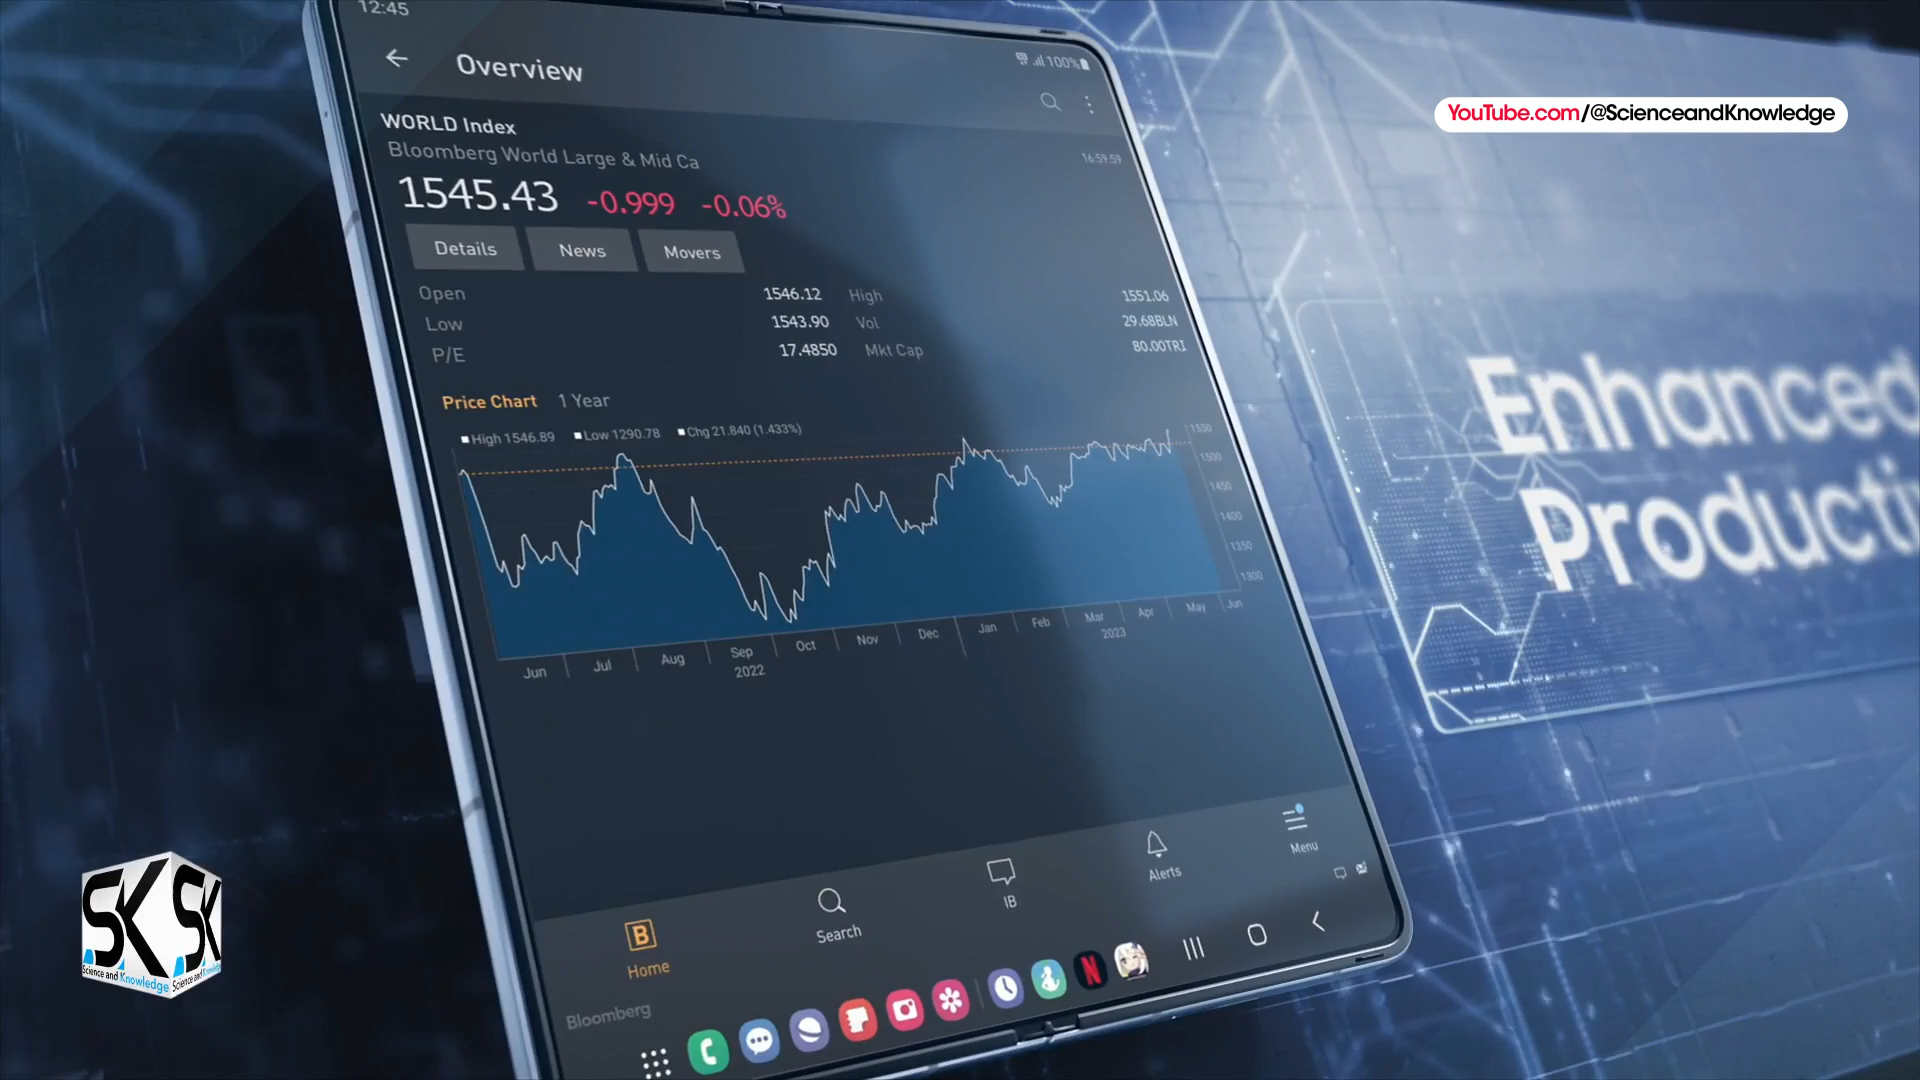 12:45
100%
Overview
YouTube.com/@ScienceandKnowledge
WORLD Index
Bloomberg World Large & Mid Ca
16:59:59
1545.43 -0.999 -0.06%
Details News Movers
Open 1546.12 High 1551.06
Low 1543.90 Vol 29.68BLN
P/E 17.4850 Mkt Cap 80.00TRI
Price Chart 1 Year
High 1546.89 Low 1290.78 Chg 21.840 (1.433%)
1550
1500
1450
1400
1350
1300
Jun Jul Aug Sep Oct Nov Dec Jan Feb Mar Apr May Jun
2022 2023
Enhanced
Producti
Home Search IB Alerts Menu
B
Bloomberg
N
SK SK
Science and Knowledge Science and Knowledge